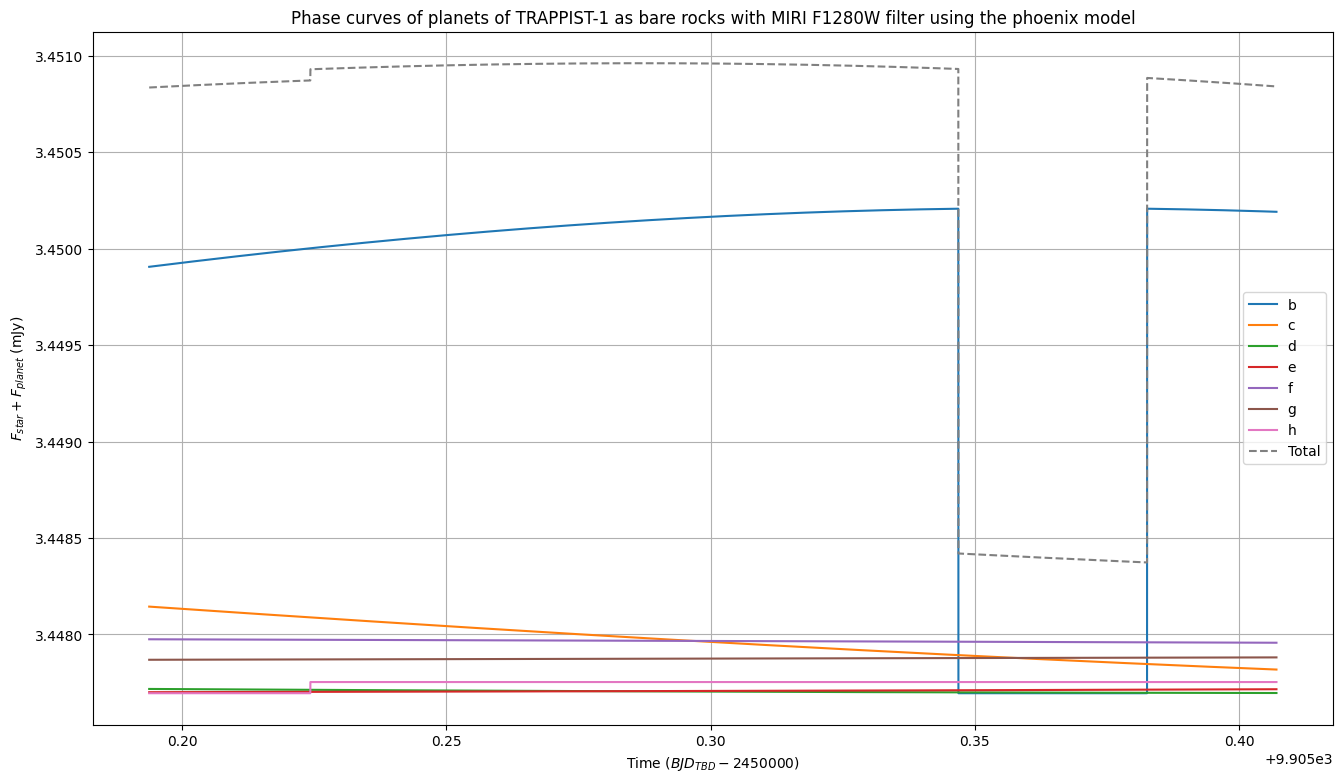 Phase curves of planets of TRAPPIST-1 as bare rocks with MIRI F1280W filter using the phoenix model
3.4510
3.4505
3.4500
3.4495
3.4490
3.4485
3.4480
F_star + F_planet (mJy)
b
c
d
e
f
g
h
Total
0.20
0.25
0.30
0.35
0.40
+9.905e3
Time (BJD_TBD − 2450000)